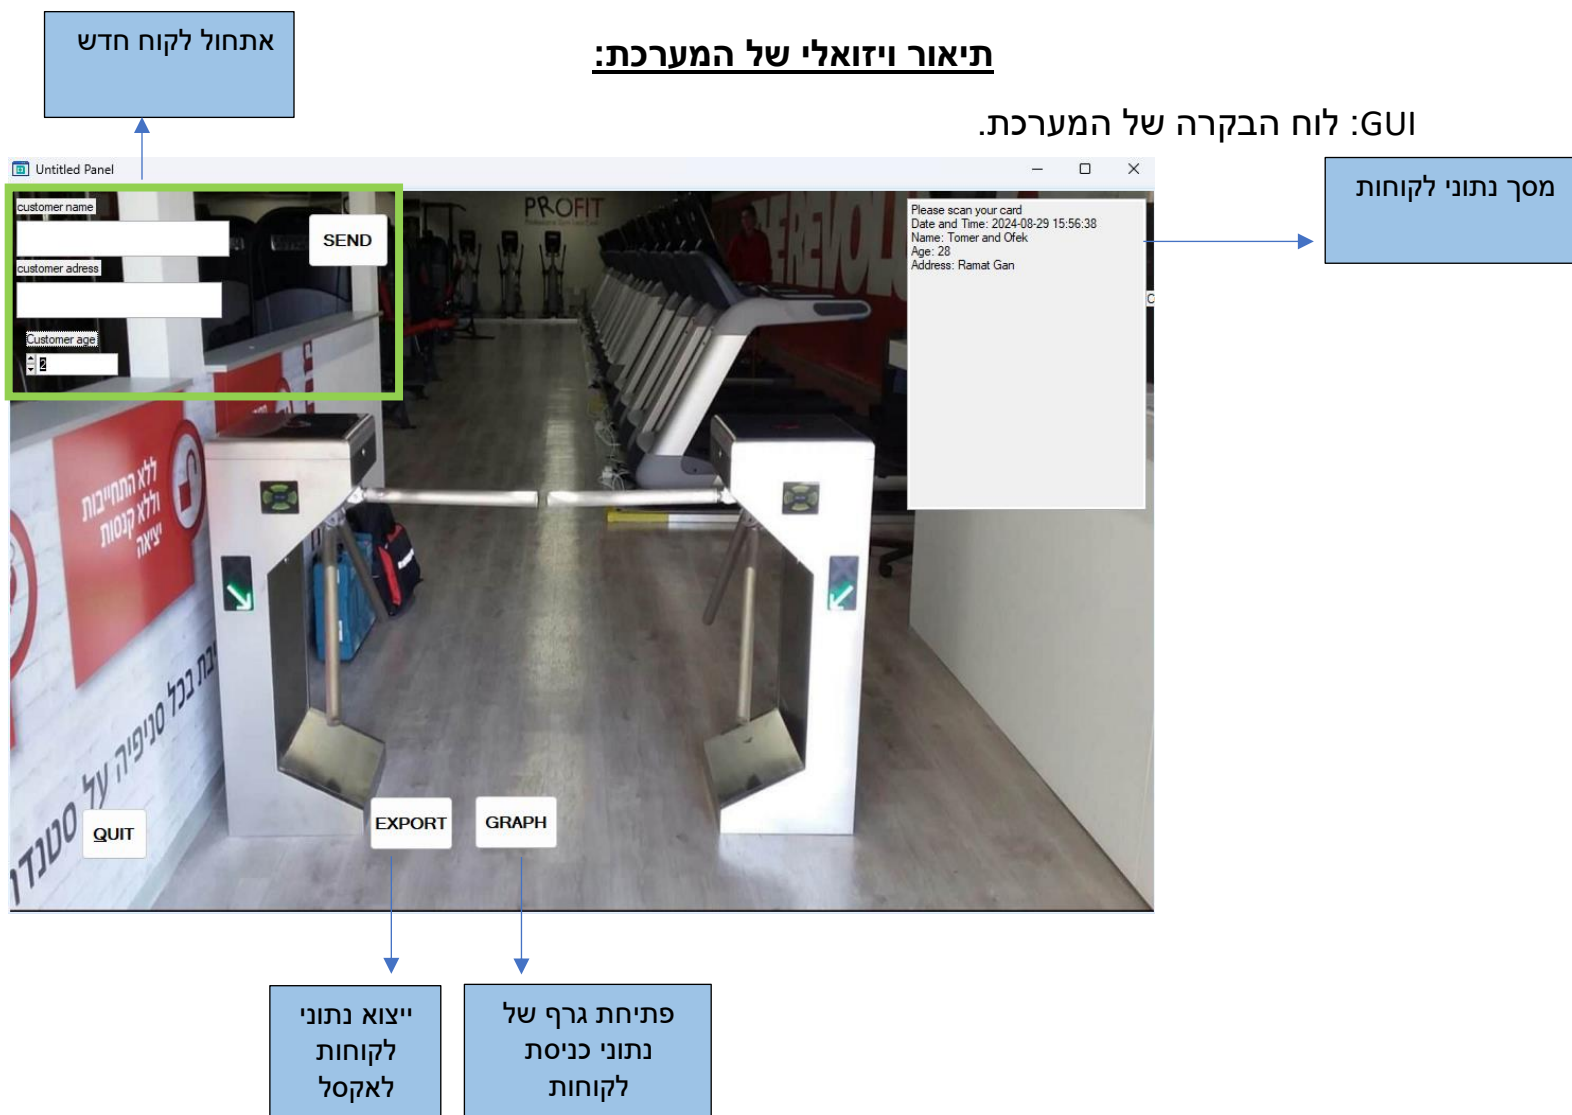 אתחול לקוח חדש
תיאור ויזואלי של המערכת:
GUI: לוח הבקרה של המערכת.
מסך נתוני לקוחות
Untitled Panel
customer name
SEND
customer adress
Customer age
2
PROFIT
Please scan your card
Date and Time: 2024-08-29 15:56:38
Name: Tomer and Ofek
Age: 28
Address: Ramat Gan
ללא התחייבות
וללא קנסות
יציאה
QUIT
EXPORT
GRAPH
ייצוא נתוני
לקוחות
לאקסל
פתיחת גרף של
נתוני כניסת
לקוחות